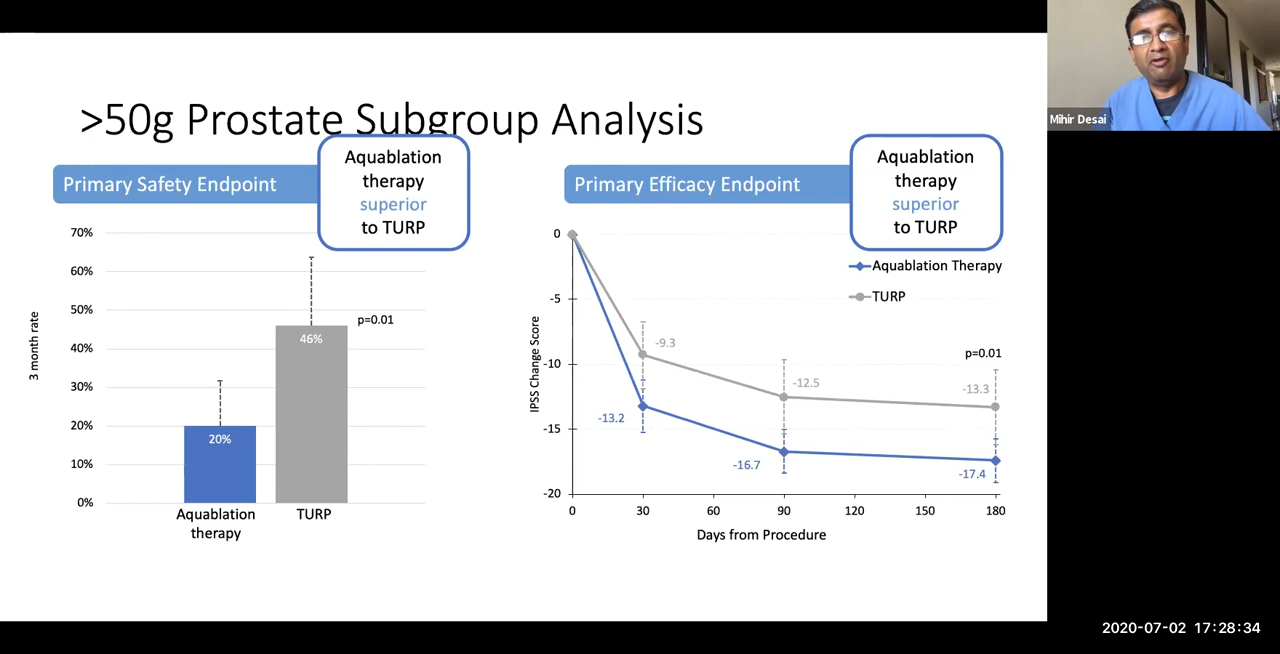 >50g Prostate Subgroup Analysis
Primary Safety Endpoint
Aquablation
therapy
superior
to TURP
70%
60%
50%
40%
30%
20%
10%
0%
3 month rate
p=0.01
46%
20%
Aquablation
therapy
TURP
Primary Efficacy Endpoint
Aquablation
therapy
superior
to TURP
Aquablation Therapy
TURP
0
-5
-10
-15
-20
IPSS Change Score
-9.3
-12.5
p=0.01
-13.3
-13.2
-16.7
-17.4
0
30
60
90
120
150
180
Days from Procedure
Mihir Desai
2020-07-02 17:28:34